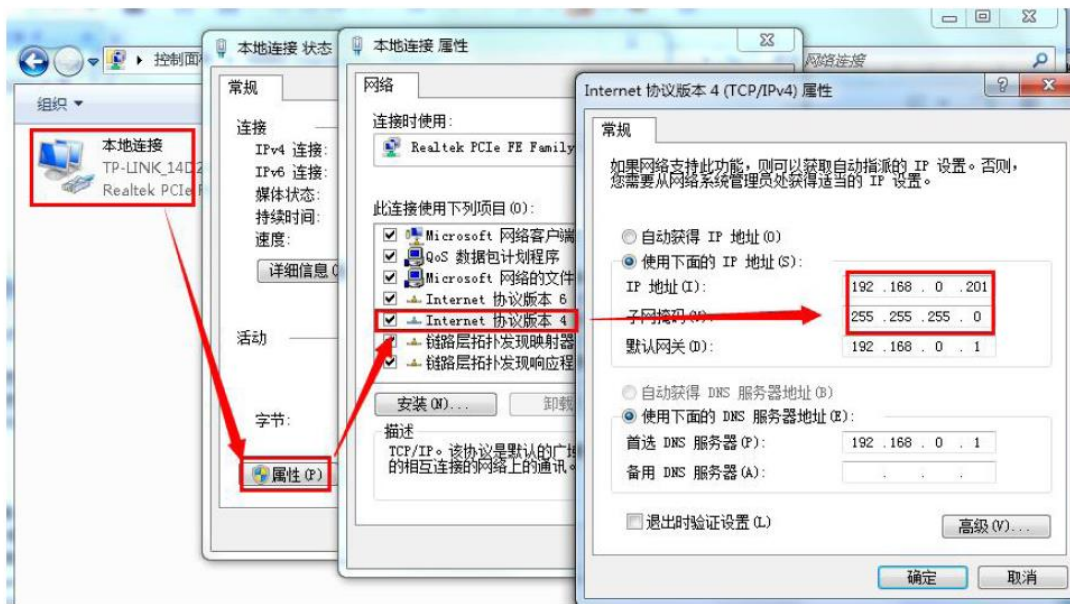 控制面
网络连接
组织
本地连接
TP-LINK_14D2
Realtek PCIe F
本地连接 状态
常规
连接
IPv4 连接:
IPv6 连接:
媒体状态:
持续时间:
速度:
详细信息(
活动
字节:
属性(P)
本地连接 属性
网络
连接时使用:
Realtek PCIe FE Family
此连接使用下列项目(O):
Microsoft 网络客户端
QoS 数据包计划程序
Microsoft 网络的文件
Internet 协议版本 6
Internet 协议版本 4
链路层拓扑发现映射器
链路层拓扑发现响应程
安装(N)...
卸载
描述
TCP/IP。该协议是默认的广域
的相互连接的网络上的通讯。
Internet 协议版本 4 (TCP/IPv4) 属性
常规
如果网络支持此功能，则可以获取自动指派的 IP 设置。否则，
您需要从网络系统管理员处获得适当的 IP 设置。
自动获得 IP 地址(O)
使用下面的 IP 地址(S):
IP 地址(I): 192 .168 . 0 .201
子网掩码(U): 255 .255 .255 . 0
默认网关(D): 192 .168 . 0 . 1
自动获得 DNS 服务器地址(B)
使用下面的 DNS 服务器地址(E):
首选 DNS 服务器(P): 192 .168 . 0 . 1
备用 DNS 服务器(A): . . .
退出时验证设置(L)
高级(V)...
确定
取消